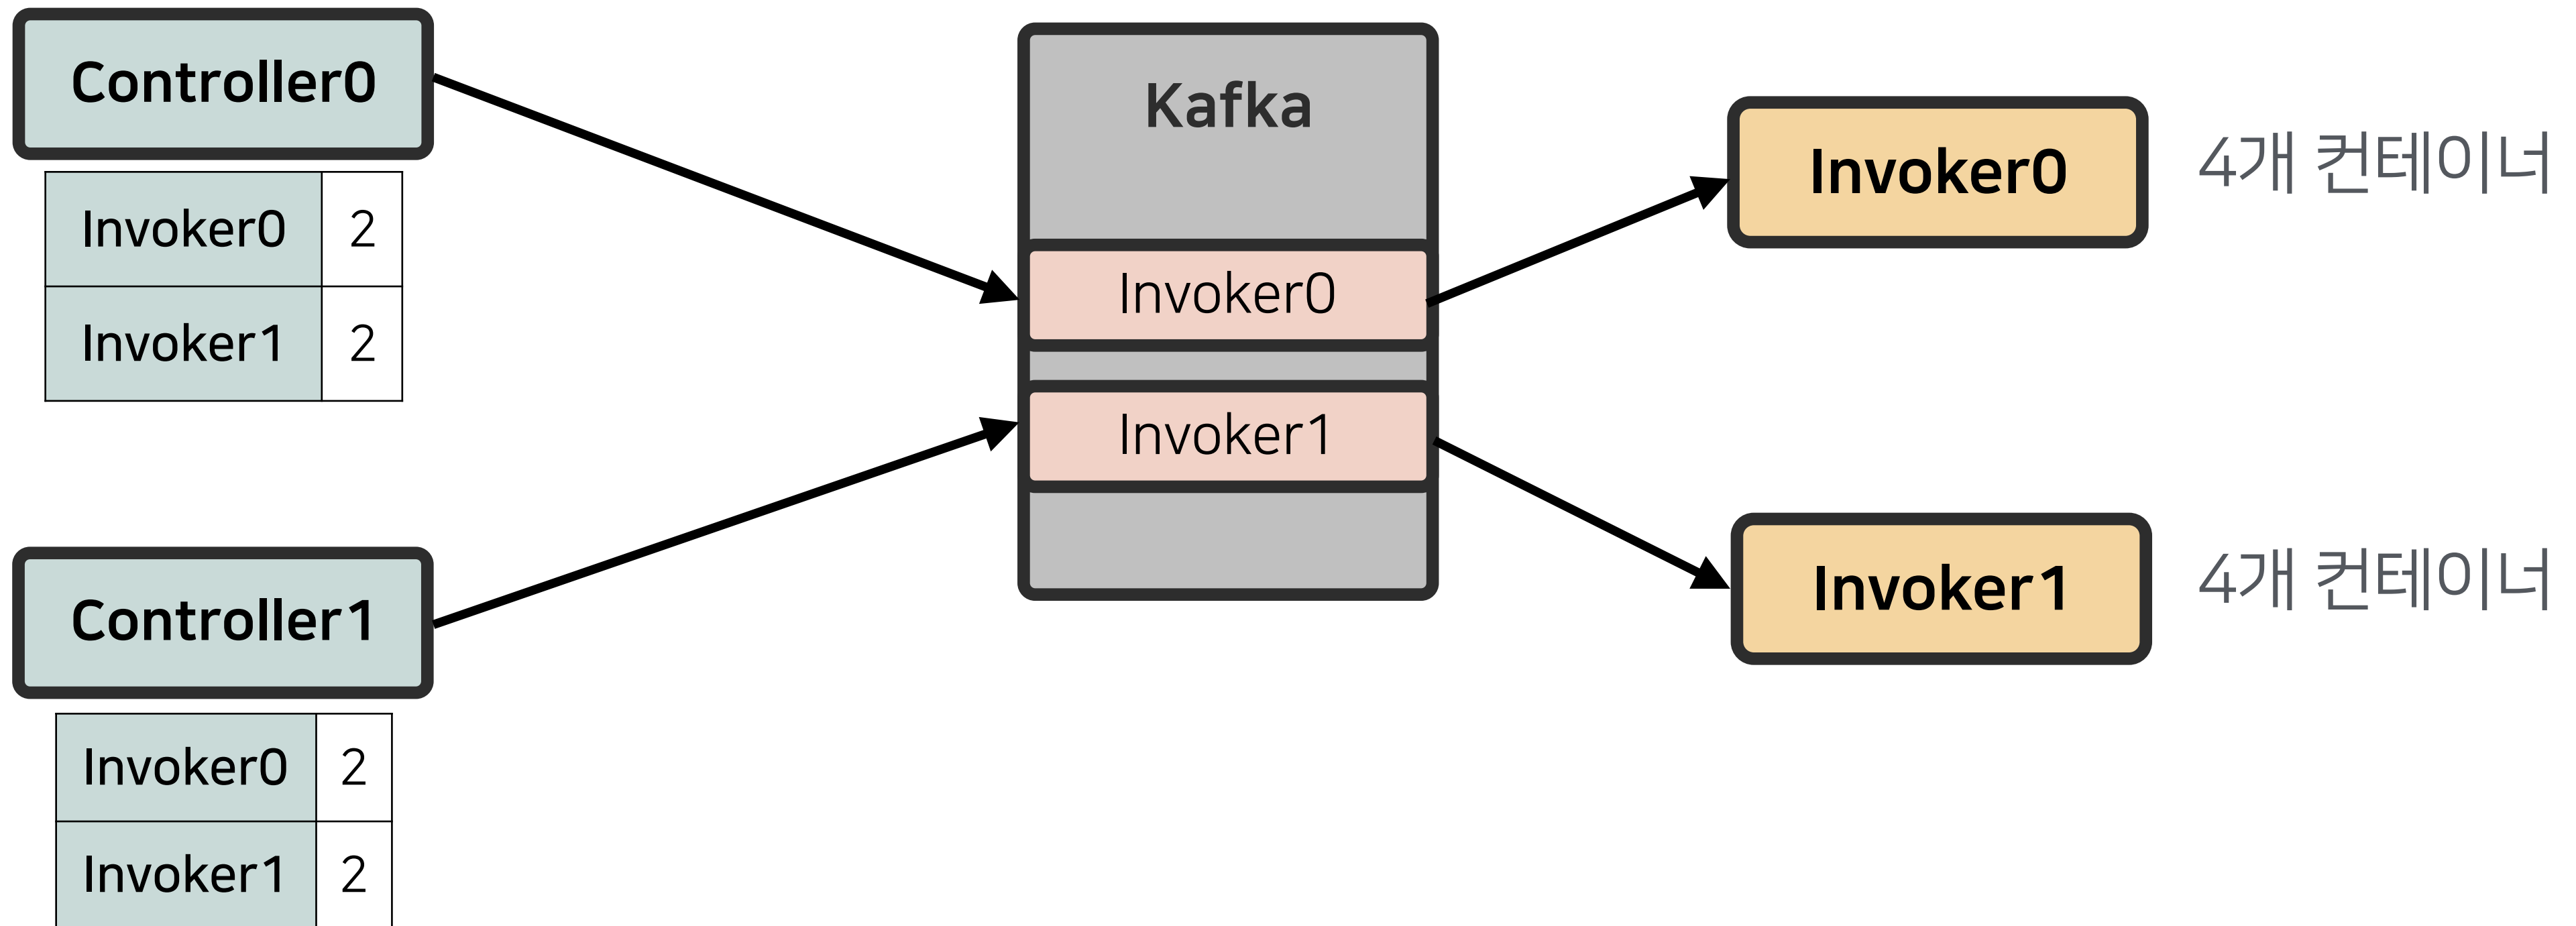 Controller0
Invoker0 2
Invoker1 2
Controller1
Invoker0 2
Invoker1 2
Kafka
Invoker0
Invoker1
Invoker0
4개 컨테이너
Invoker1
4개 컨테이너